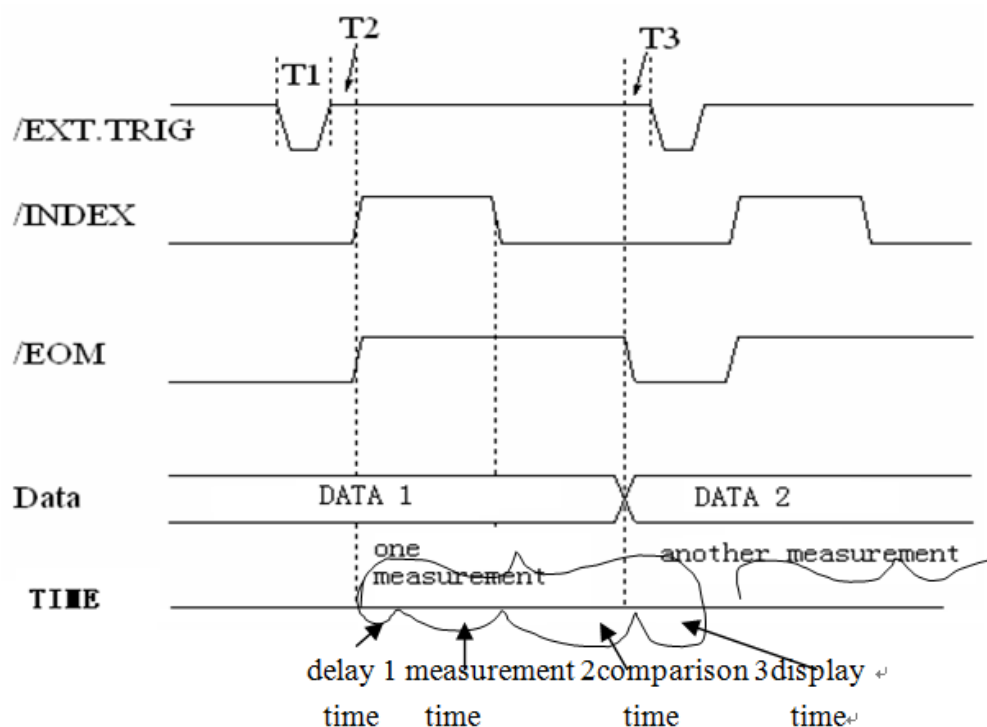 T2
T3
T1
/EXT.TRIG
/INDEX
/EOM
Data
DATA 1
DATA 2
one
measurement
another measurement
TIME
delay 1 measurement 2comparison 3display
time time time time